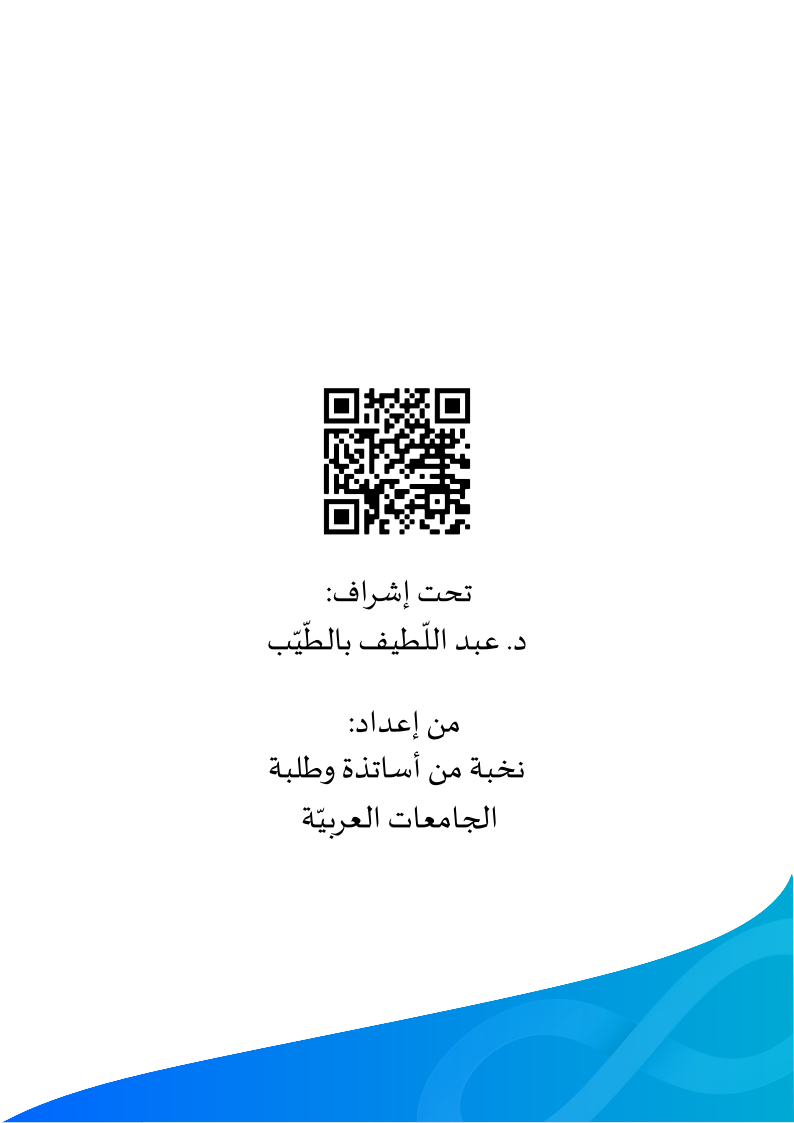 تحت إشراف:
د. عبد اللّطيف بالطّيّب
من إعداد:
نخبة من أساتذة وطلبة
الجامعات العربيّة